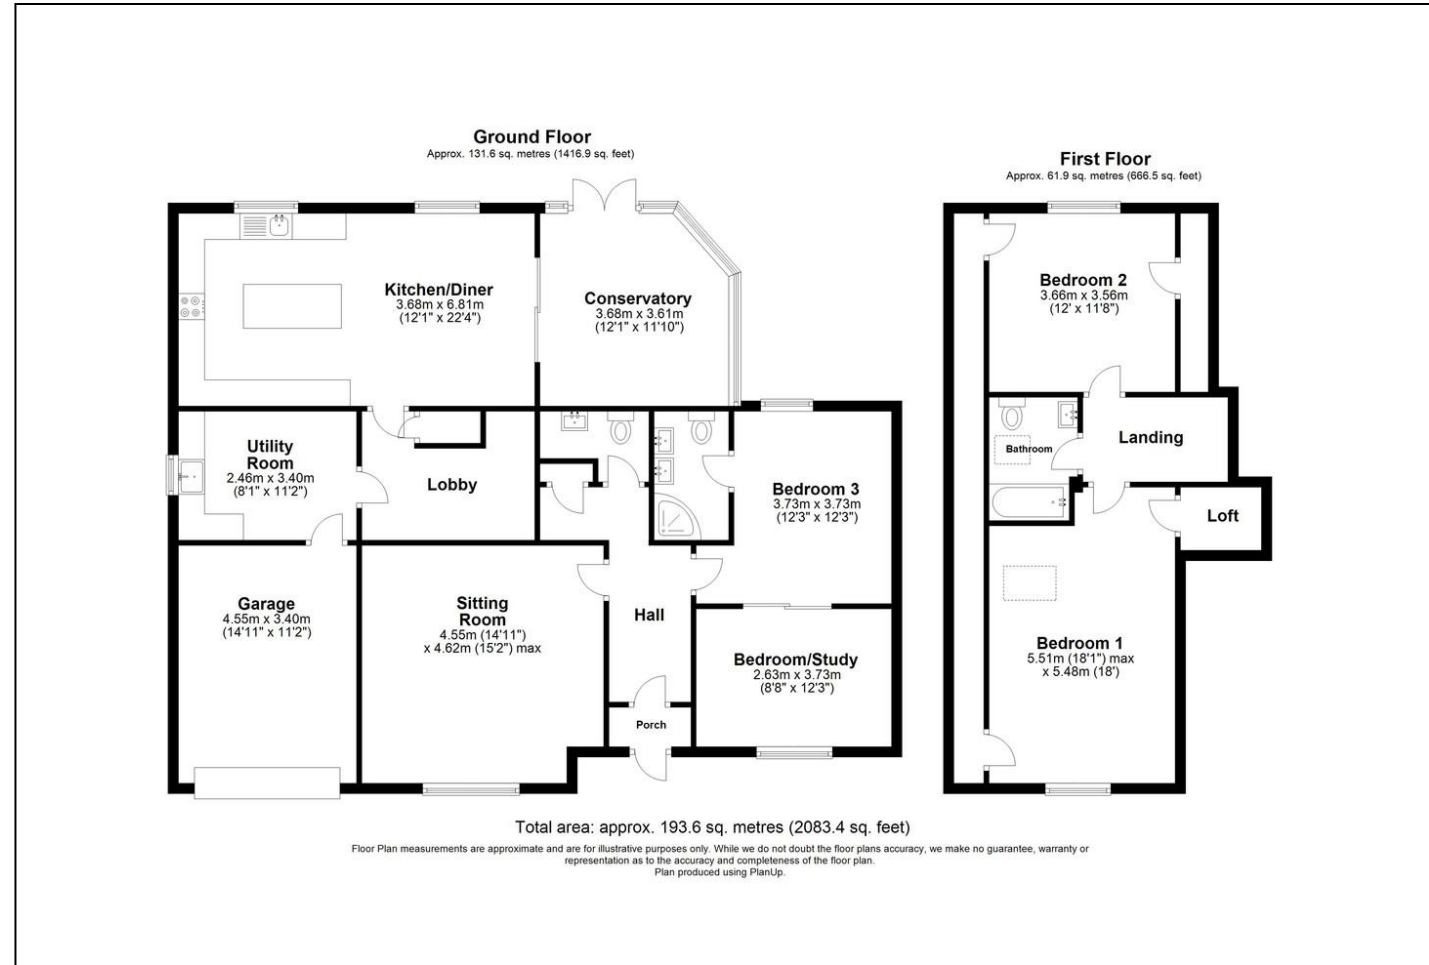 Ground Floor
Approx. 131.6 sq. metres (1416.9 sq. feet)
Kitchen/Diner
3.68m x 6.81m
(12'1" x 22'4")
Conservatory
3.68m x 3.61m
(12'1" x 11'10")
Utility
Room
2.46m x 3.40m
(8'1" x 11'2")
Lobby
Bedroom 3
3.73m x 3.73m
(12'3" x 12'3")
Garage
4.55m x 3.40m
(14'11" x 11'2")
Sitting
Room
4.55m (14'11")
x 4.62m (15'2") max
Hall
Bedroom/Study
2.63m x 3.73m
(8'8" x 12'3")
Porch
First Floor
Approx. 61.9 sq. metres (666.5 sq. feet)
Bedroom 2
3.66m x 3.56m
(12' x 11'8")
Bathroom
Landing
Loft
Bedroom 1
5.51m (18'1") max
x 5.48m (18')
Total area: approx. 193.6 sq. metres (2083.4 sq. feet)
Floor Plan measurements are approximate and are for illustrative purposes only. While we do not doubt the floor plans accuracy, we make no guarantee, warranty or
representation as to the accuracy and completeness of the floor plan.
Plan produced using PlanUp.